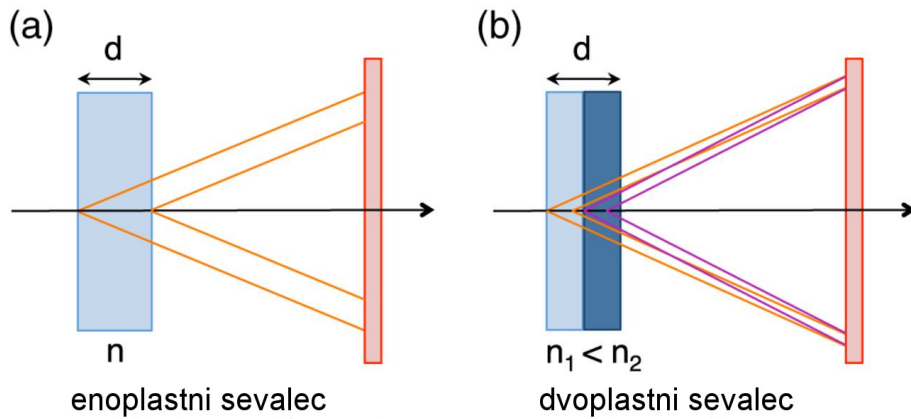 (a)
d
n
enoplastni sevalec
(b)
d
n₁ < n₂
dvoplastni sevalec